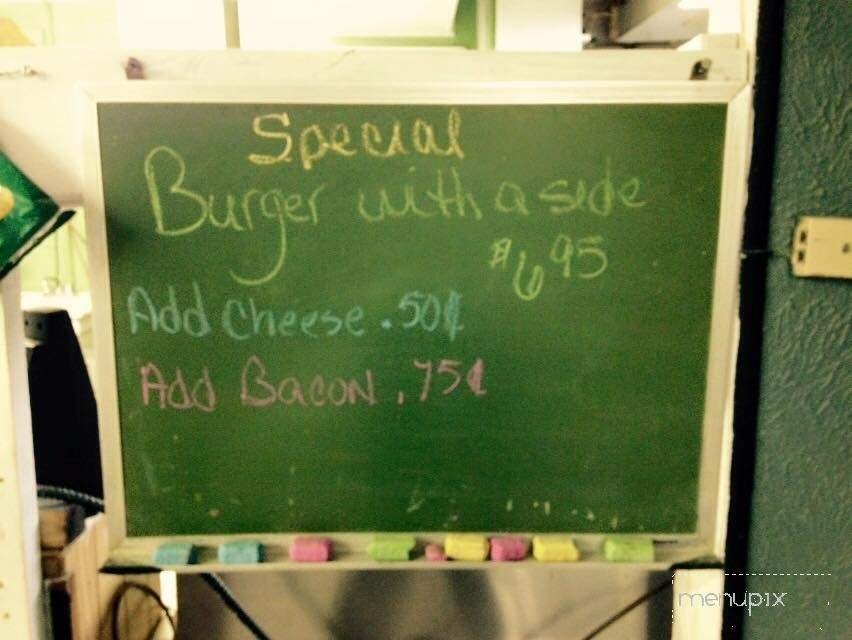 Special
Burger with a side
$6 95
Add Cheese .50¢
Add Bacon .75¢
menupix